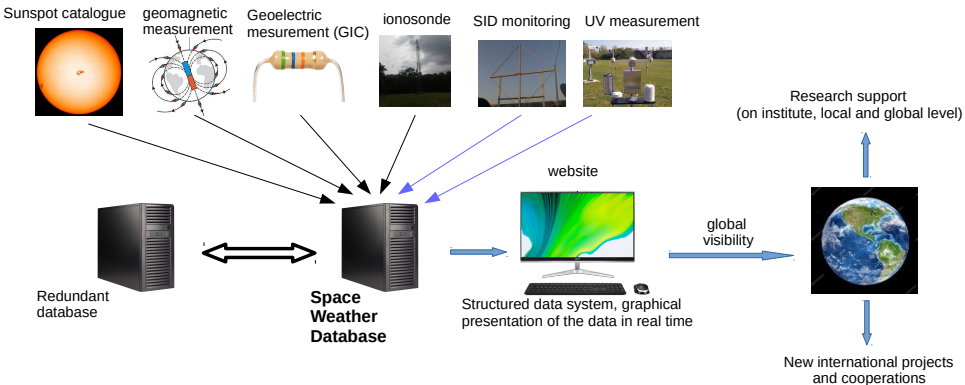 Sunspot catalogue
geomagnetic
measurement
Geoelectric
mesurement (GIC)
ionosonde
SID monitoring
UV measurement
Research support
(on institute, local and global level)
website
global
visibility
Redundant
database
Space
Weather
Database
Structured data system, graphical
presentation of the data in real time
New international projects
and cooperations